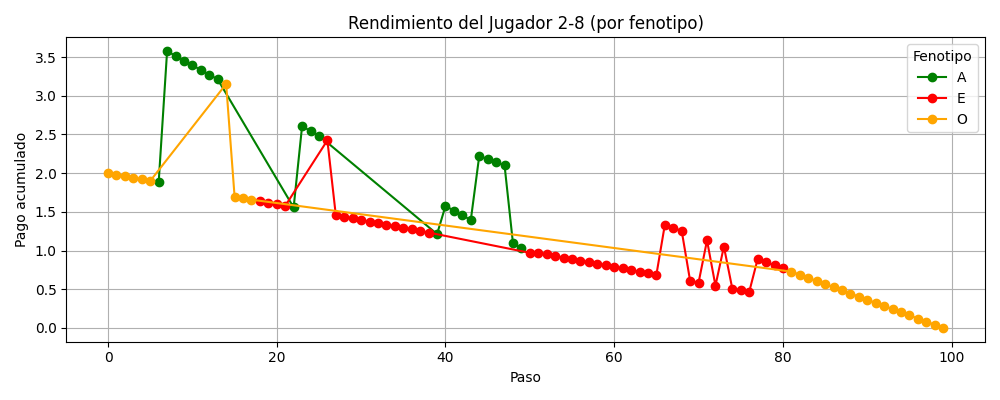 Rendimiento del Jugador 2-8 (por fenotipo)
Pago acumulado
3.5
3.0
2.5
2.0
1.5
1.0
0.5
0.0
Fenotipo
A
E
O
0 20 40 60 80 100
Paso